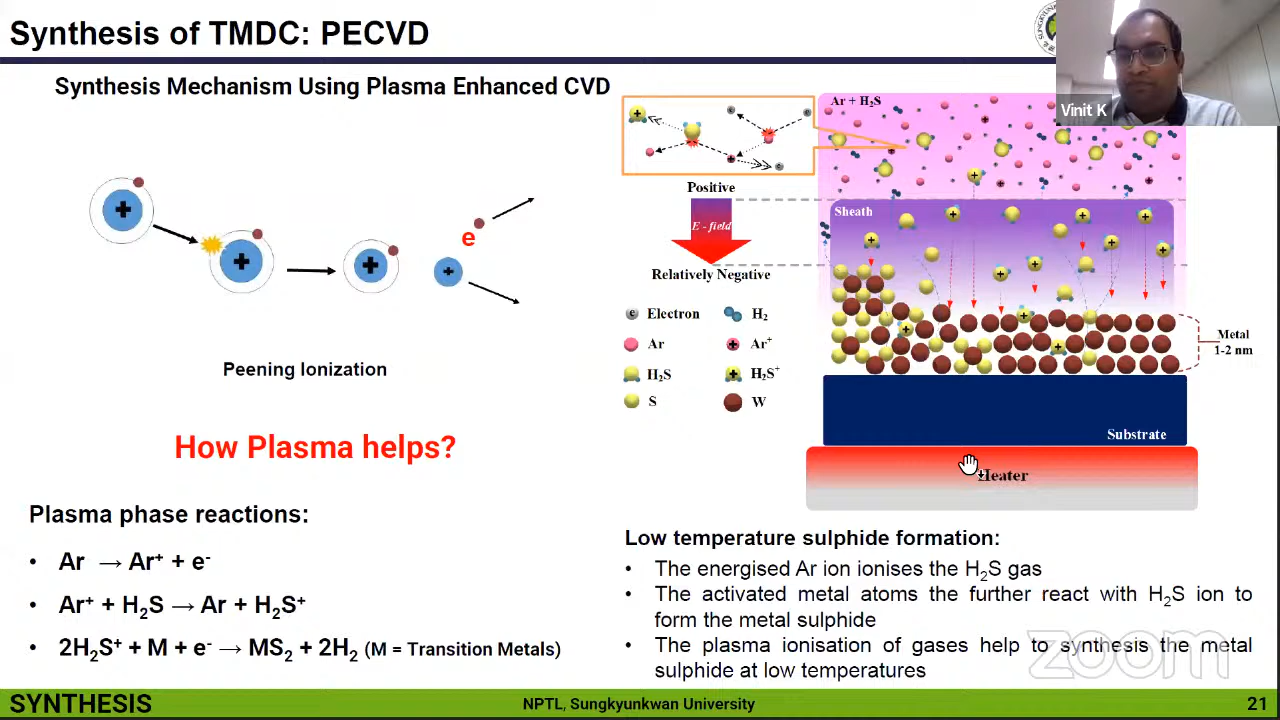 Synthesis of TMDC: PECVD
Vinit K
Synthesis Mechanism Using Plasma Enhanced CVD
Peening Ionization
e
How Plasma helps?
Plasma phase reactions:
• Ar → Ar⁺ + e⁻
• Ar⁺ + H₂S → Ar + H₂S⁺
• 2H₂S⁺ + M + e⁻ → MS₂ + 2H₂ (M = Transition Metals)
Ar + H₂S
Positive
E - field
Sheath
Relatively Negative
e Electron
H₂
Ar
Ar⁺
H₂S
H₂S⁺
S
W
Metal
1-2 nm
Substrate
Heater
Low temperature sulphide formation:
• The energised Ar ion ionises the H₂S gas
• The activated metal atoms the further react with H₂S ion to
form the metal sulphide
• The plasma ionisation of gases help to synthesis the metal
sulphide at low temperatures
zoom
SYNTHESIS
NPTL, Sungkyunkwan University
21